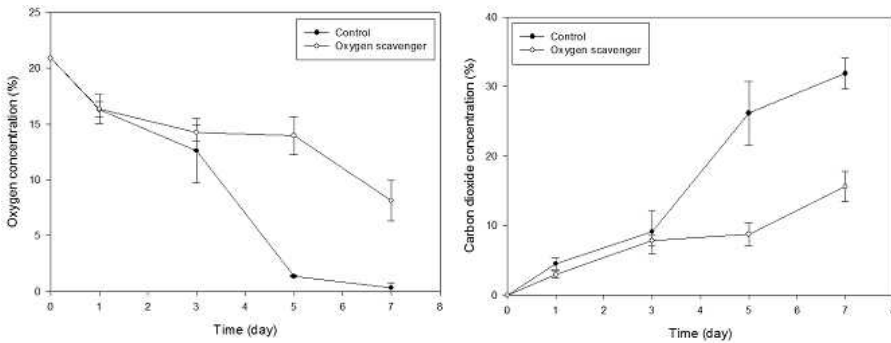 Oxygen concentration (%)
25
20
15
10
5
0
Control
Oxygen scavenger
0 1 2 3 4 5 6 7 8
Time (day)
Carbon dioxide concentration (%)
40
30
20
10
0
Control
Oxygen scavenger
0 1 2 3 4 5 6 7 8
Time (day)